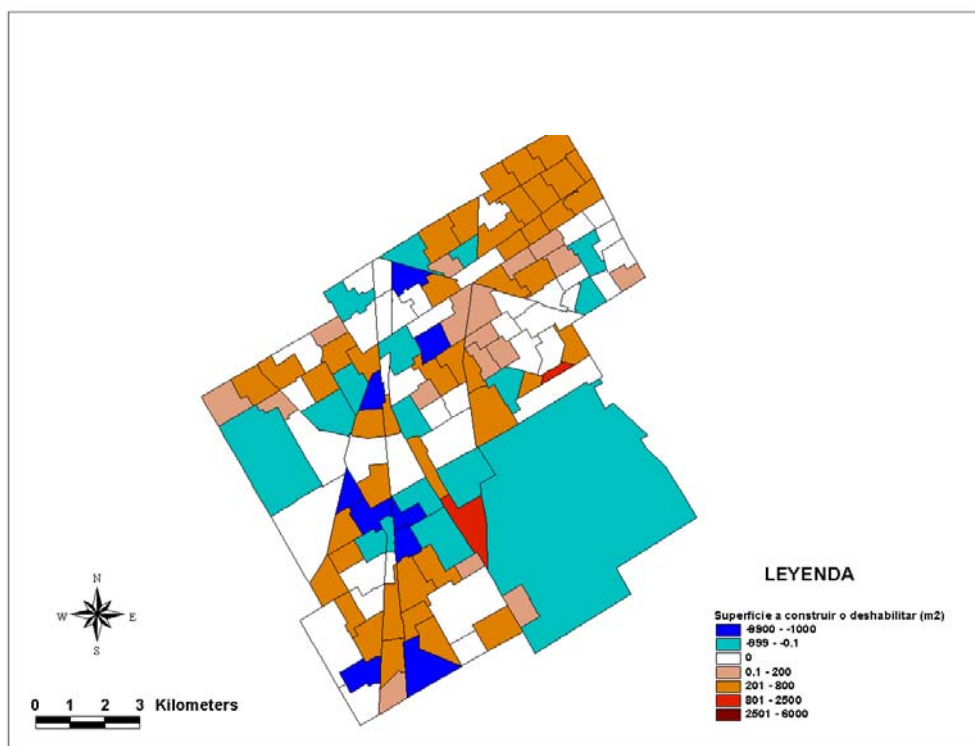 N
W E
S
0 1 2 3 Kilometers
LEYENDA
Superficie a construir o deshabilitar (m2)
-9900 - -1000
-999 - -0.1
0
0.1 - 200
201 - 800
801 - 2500
2501 - 6000